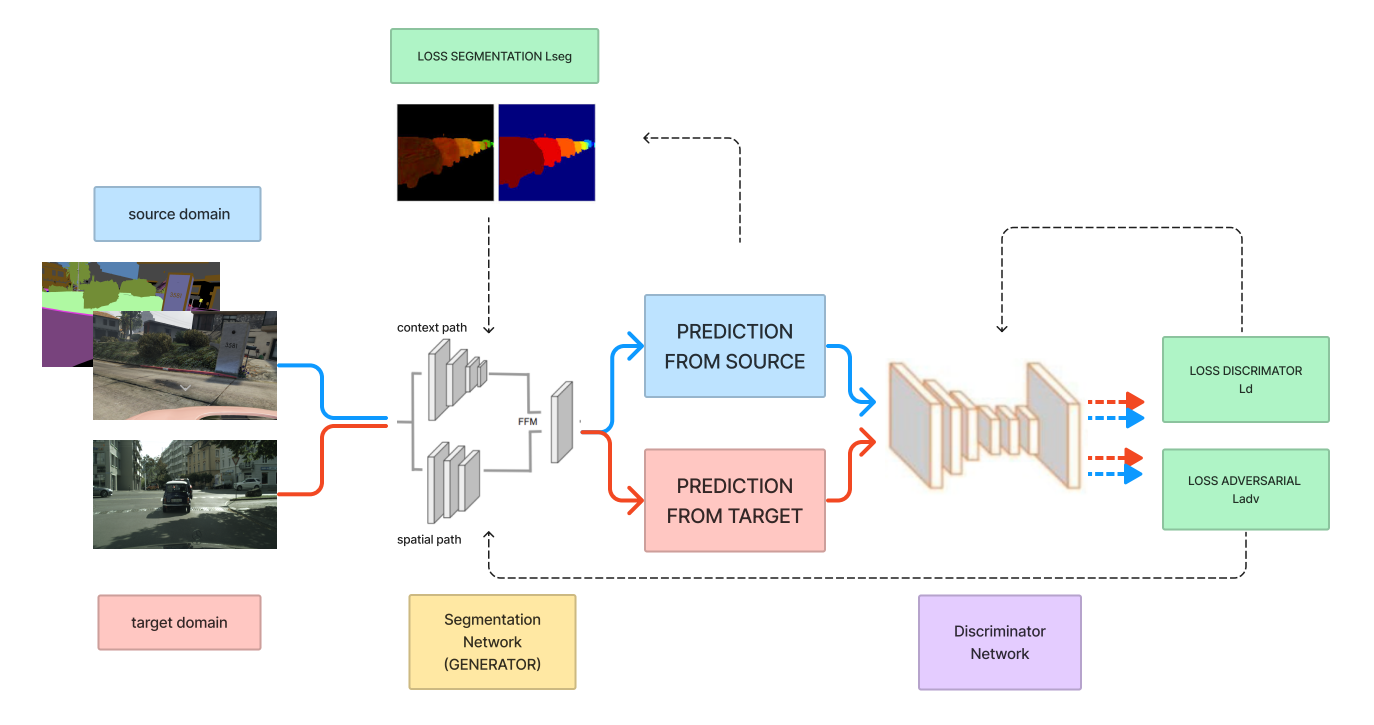 LOSS SEGMENTATION Lseg
source domain
3581
context path
FFM
spatial path
PREDICTION
FROM SOURCE
PREDICTION
FROM TARGET
LOSS DISCRIMATOR
Ld
LOSS ADVERSARIAL
Ladv
target domain
Segmentation
Network
(GENERATOR)
Discriminator
Network